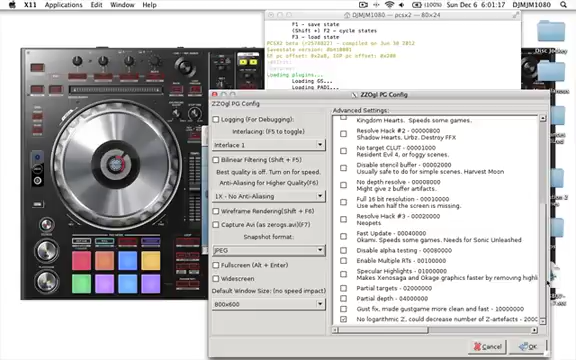 X11 Applications Edit Window Help
(100%) Sun Dec 6 6:01:17 DJMJM1080
DJMJM1080 — pcsx2 — 80×24
F1 - save state
(Shift +) F2 - cycle states
F3 - load state
Savestate version:
Loading plugins...
Loading GS...
Loading PAD1...
ZZOgl PG Config
ZZOgl PG Config
Logging (For Debugging):
Interlacing: (F5 to toggle)
Interlace 1
Bilinear Filtering (Shift + F5)
Best quality is off. Turn on for speed.
Anti-Aliasing for Higher Quality(F6)
1X - No Anti-Aliasing
Wireframe Rendering(Shift + F6)
Capture Avi (as zerogs.avi)(F7)
Snapshot format:
JPEG
Fullscreen (Alt + Enter)
Widescreen
Default Window Size: (no speed impact)
800x600
Advanced Settings:
Kingdom Hearts. Speeds some games.
Resolve Hack #2 - 00000800
Shadow Hearts, Urbz. Destroy FFX
No target CLUT - 00001000
Resident Evil 4, or foggy scenes.
Disable stencil buffer - 00002000
Usually safe to do for simple scenes. Harvest Moon
No depth resolve - 00008000
Might give z buffer artifacts.
Full 16 bit resolution - 00010000
Use when half the screen is missing.
Resolve Hack #3 - 00020000
Neopets
Fast Update - 00040000
Okami. Speeds some games. Needs for Sonic Unleashed
Disable alpha testing - 00080000
Enable Multiple RTs - 00100000
Specular Highlights - 01000000
Makes Xenosaga and Okage graphics faster by removing highli
Partial targets - 02000000
Partial depth - 04000000
Gust fix, made gustgame more clean and fast - 10000000
No logarithmic Z, could decrease number of Z-artefacts - 2000
Cancel
OK